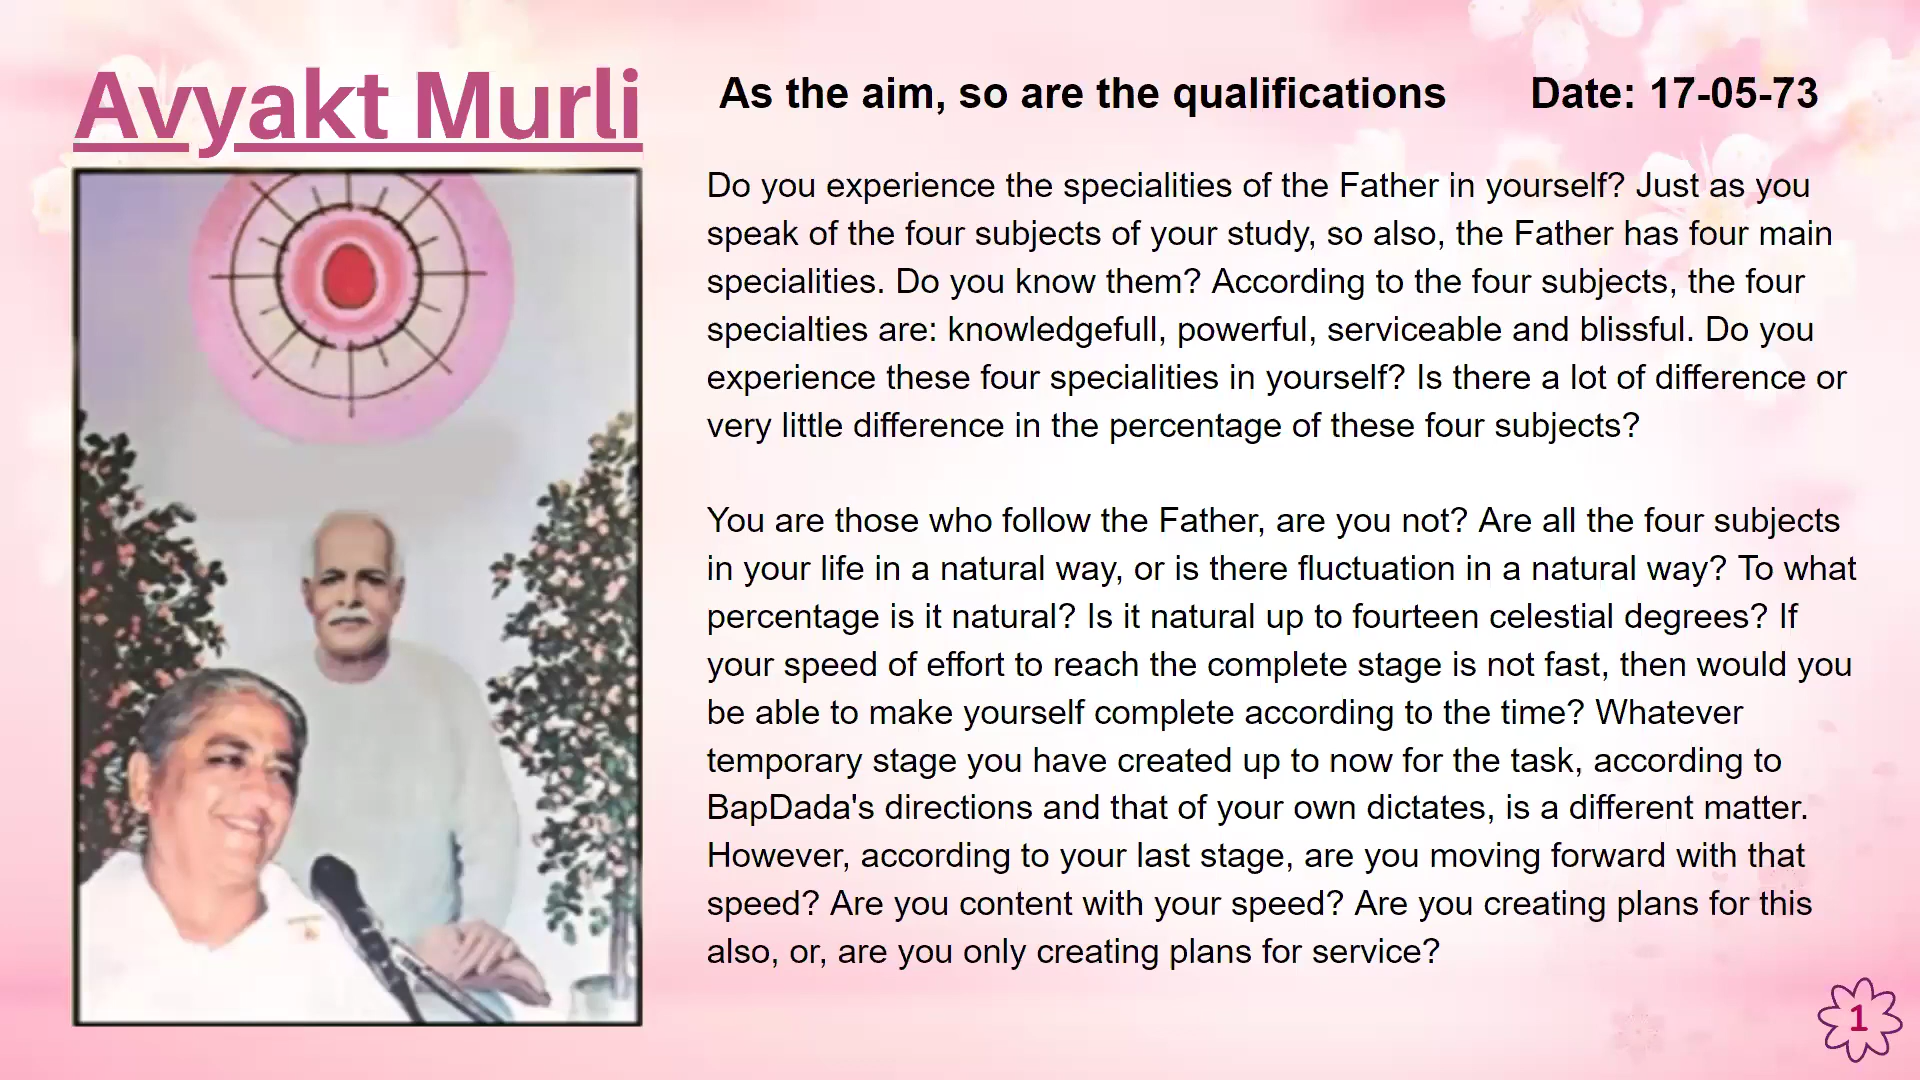 Avyakt Murli
As the aim, so are the qualifications Date: 17-05-73
Do you experience the specialities of the Father in yourself? Just as you
speak of the four subjects of your study, so also, the Father has four main
specialities. Do you know them? According to the four subjects, the four
specialties are: knowledgefull, powerful, serviceable and blissful. Do you
experience these four specialities in yourself? Is there a lot of difference or
very little difference in the percentage of these four subjects?
You are those who follow the Father, are you not? Are all the four subjects
in your life in a natural way, or is there fluctuation in a natural way? To what
percentage is it natural? Is it natural up to fourteen celestial degrees? If
your speed of effort to reach the complete stage is not fast, then would you
be able to make yourself complete according to the time? Whatever
temporary stage you have created up to now for the task, according to
BapDada's directions and that of your own dictates, is a different matter.
However, according to your last stage, are you moving forward with that
speed? Are you content with your speed? Are you creating plans for this
also, or, are you only creating plans for service?
1